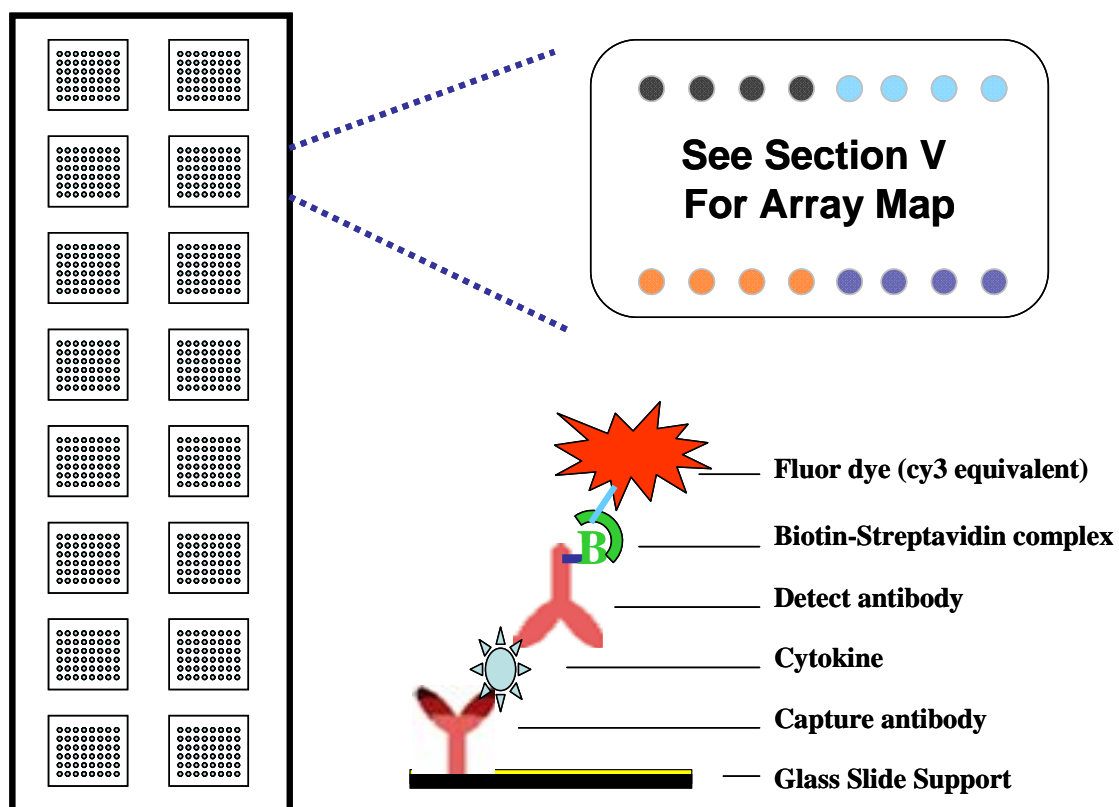 See Section V
For Array Map
Fluor dye (cy3 equivalent)
B
Biotin-Streptavidin complex
Detect antibody
Cytokine
Capture antibody
Glass Slide Support